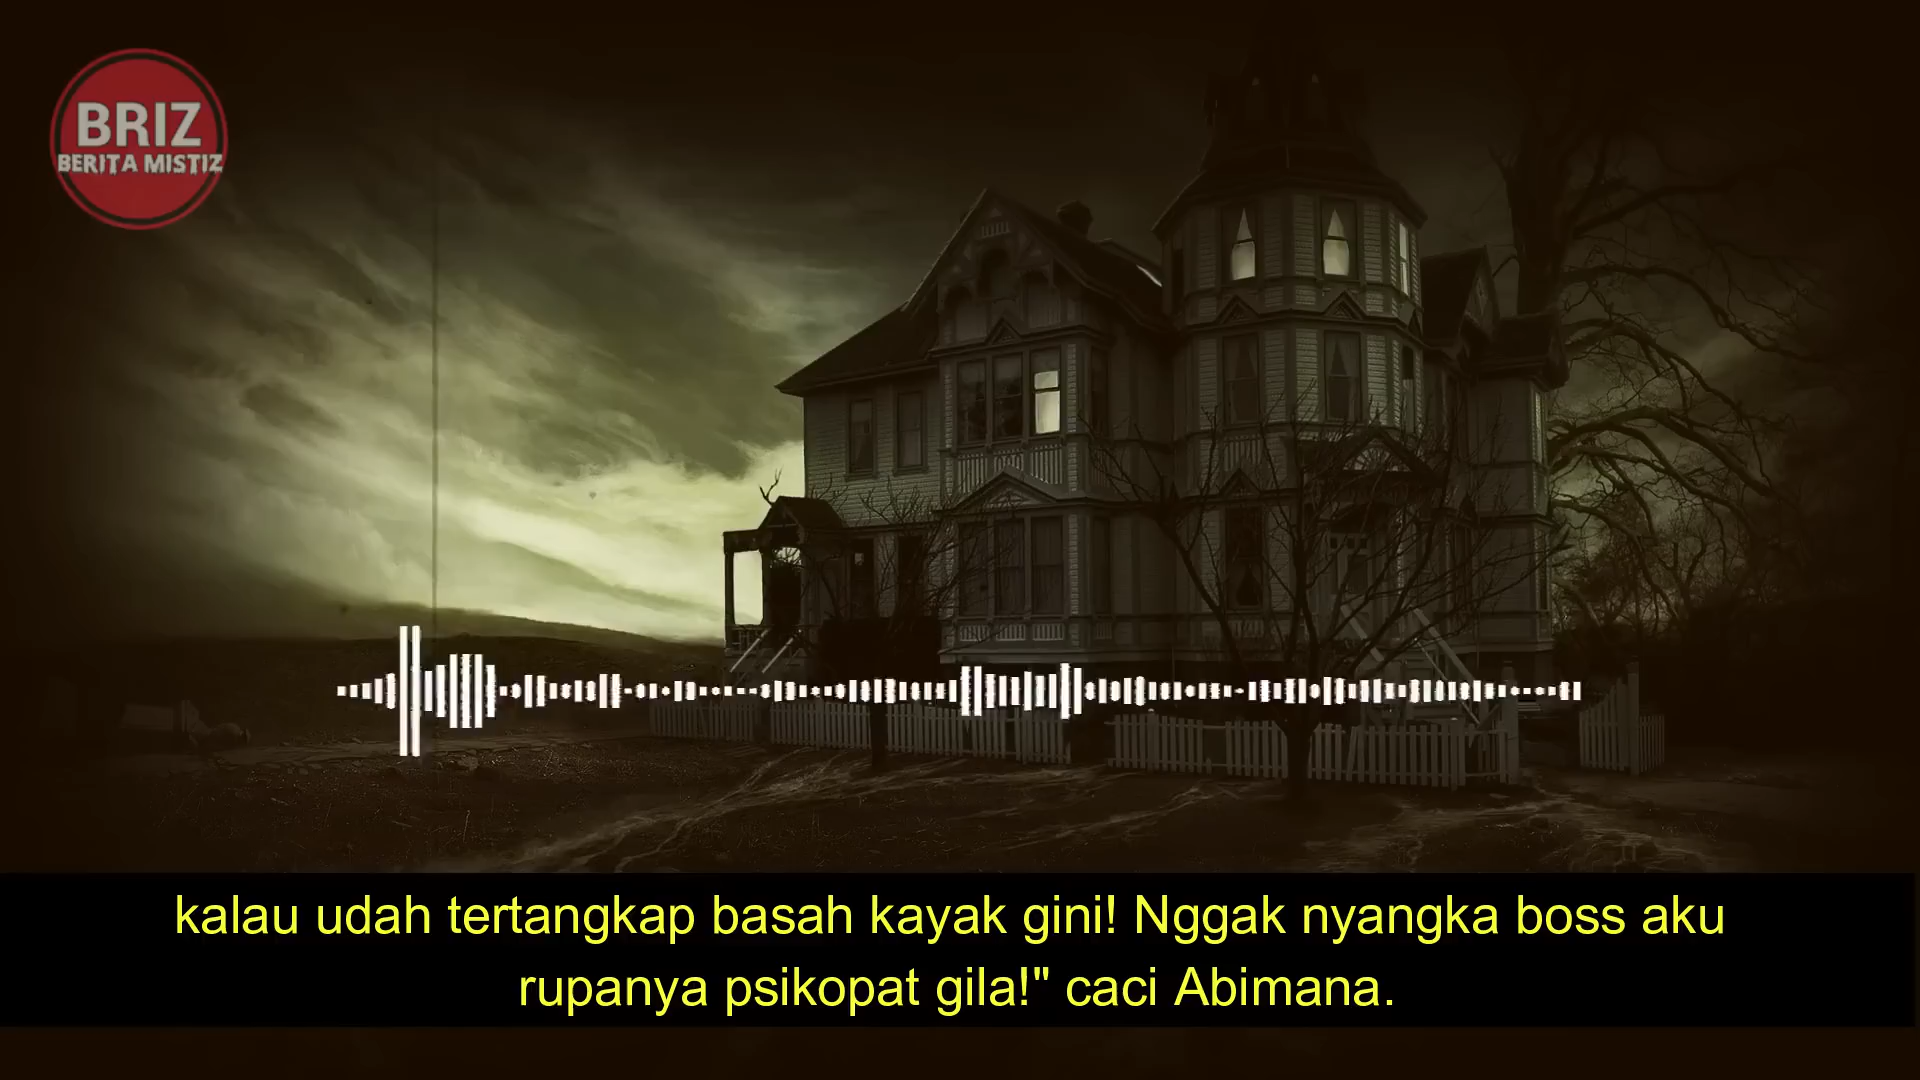 BRIZ
BERITA MISTIZ
kalau udah tertangkap basah kayak gini! Nggak nyangka boss aku
rupanya psikopat gila!" caci Abimana.